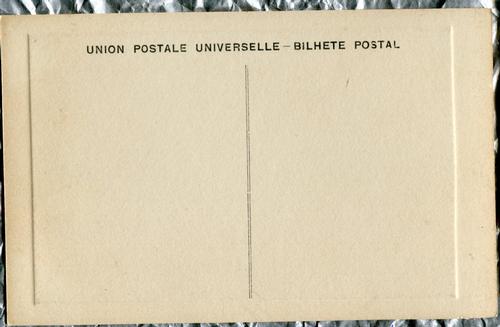 UNION POSTALE UNIVERSELLE – BILHETE POSTAL